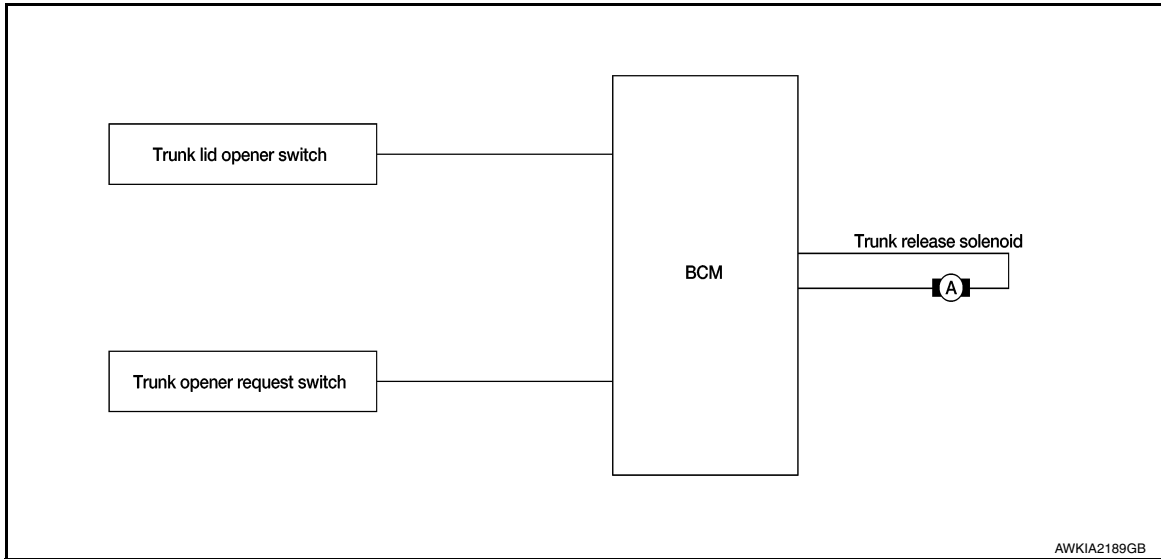 Trunk lid opener switch
Trunk release solenoid
BCM
A
Trunk opener request switch
AWKIA2189GB